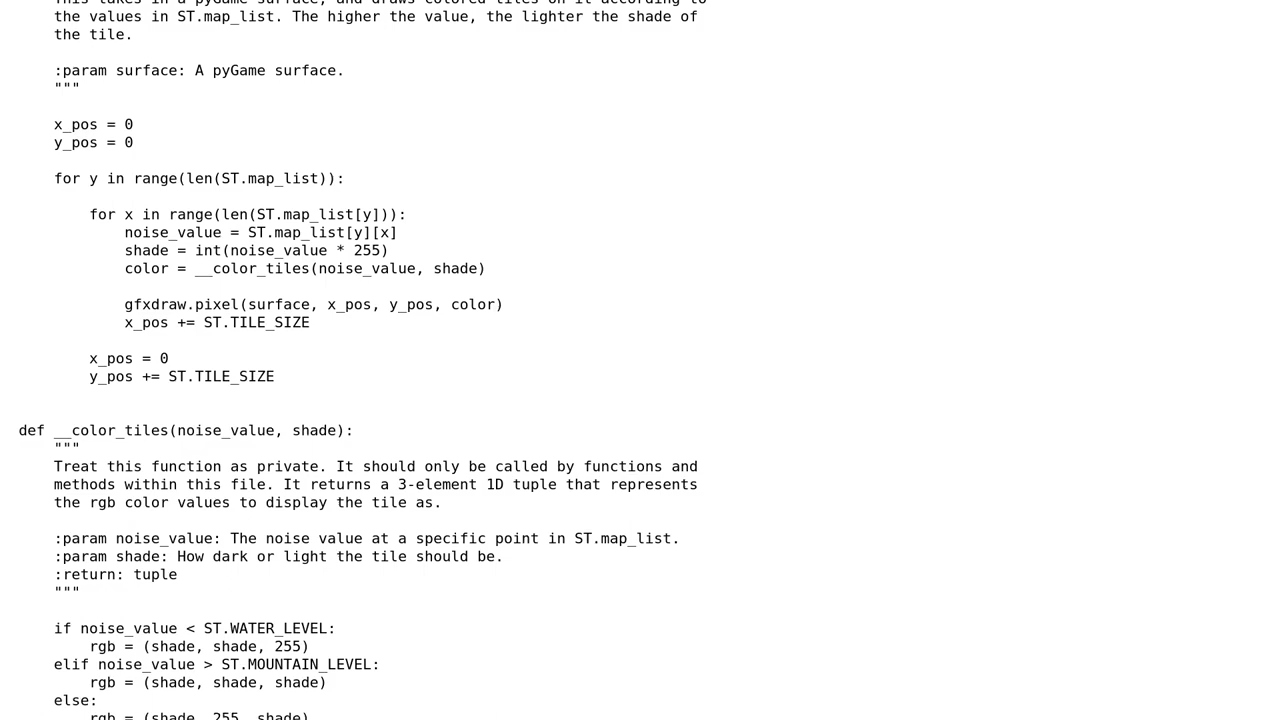 This takes in a pyGame surface, and draws colored tiles on it according to
    the values in ST.map_list. The higher the value, the lighter the shade of
    the tile.

    :param surface: A pyGame surface.
    """

    x_pos = 0
    y_pos = 0

    for y in range(len(ST.map_list)):

        for x in range(len(ST.map_list[y])):
            noise_value = ST.map_list[y][x]
            shade = int(noise_value * 255)
            color = __color_tiles(noise_value, shade)

            gfxdraw.pixel(surface, x_pos, y_pos, color)
            x_pos += ST.TILE_SIZE

        x_pos = 0
        y_pos += ST.TILE_SIZE


def __color_tiles(noise_value, shade):
    """
    Treat this function as private. It should only be called by functions and
    methods within this file. It returns a 3-element 1D tuple that represents
    the rgb color values to display the tile as.

    :param noise_value: The noise value at a specific point in ST.map_list.
    :param shade: How dark or light the tile should be.
    :return: tuple
    """

    if noise_value < ST.WATER_LEVEL:
        rgb = (shade, shade, 255)
    elif noise_value > ST.MOUNTAIN_LEVEL:
        rgb = (shade, shade, shade)
    else:
        rgb = (shade, 255, shade)